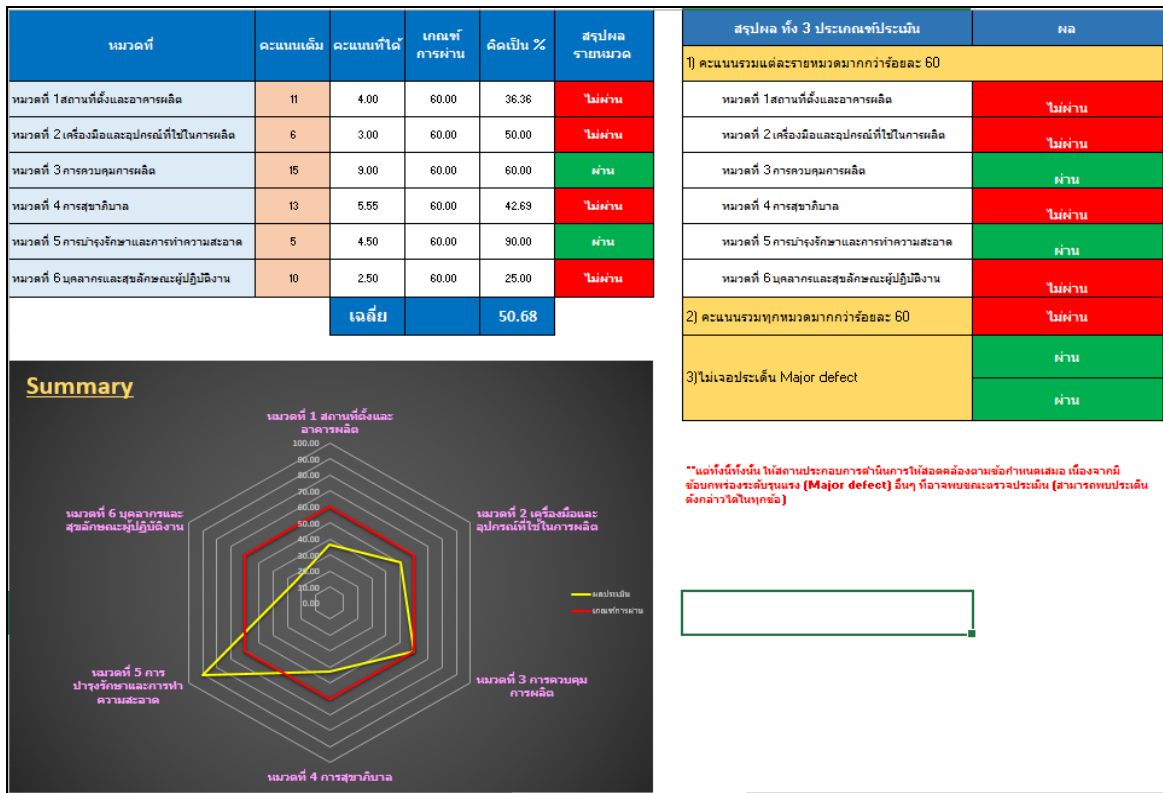 หมวดที่ คะแนนเต็ม คะแนนที่ได้ เกณฑ์การผ่าน คิดเป็น % สรุปผลรายหมวด
หมวดที่ 1สถานที่ตั้งและอาคารผลิต 11 4.00 60.00 36.36 ไม่ผ่าน
หมวดที่ 2 เครื่องมือและอุปกรณ์ที่ใช้ในการผลิต 6 3.00 60.00 50.00 ไม่ผ่าน
หมวดที่ 3 การควบคุมการผลิต 15 9.00 60.00 60.00 ผ่าน
หมวดที่ 4 การสุขาภิบาล 13 5.55 60.00 42.69 ไม่ผ่าน
หมวดที่ 5 การบำรุงรักษาและการทำความสะอาด 5 4.50 60.00 90.00 ผ่าน
หมวดที่ 6 บุคลากรและสุขลักษณะผู้ปฏิบัติงาน 10 2.50 60.00 25.00 ไม่ผ่าน
เฉลี่ย 50.68
สรุปผล ทั้ง 3 ประเภณฑ์ประเมิน ผล
1) คะแนนรวมแต่ละรายหมวดมากกว่าร้อยละ 60
หมวดที่ 1สถานที่ตั้งและอาคารผลิต ไม่ผ่าน
หมวดที่ 2 เครื่องมือและอุปกรณ์ที่ใช้ในการผลิต ไม่ผ่าน
หมวดที่ 3 การควบคุมการผลิต ผ่าน
หมวดที่ 4 การสุขาภิบาล ไม่ผ่าน
หมวดที่ 5 การบำรุงรักษาและการทำความสะอาด ผ่าน
หมวดที่ 6 บุคลากรและสุขลักษณะผู้ปฏิบัติงาน ไม่ผ่าน
2) คะแนนรวมทุกหมวดมากกว่าร้อยละ 60 ไม่ผ่าน
3)ไม่เจอประเด็น Major defect ผ่าน
ผ่าน
**แต่ทั้งนี้ทั้งนั้น ให้สถานประกอบการดำเนินการให้สอดคล้องตามข้อกำหนดเสมอ เนื่องจากมี
ข้อบกพร่องระดับรุนแรง (Major defect) อื่นๆ ที่อาจพบขณะตรวจประเมิน (สามารถพบประเด็น
ดังกล่าวได้ในทุกข้อ)
Summary
หมวดที่ 1 สถานที่ตั้งและ
อาคารผลิต
100.00
90.00
80.00
70.00
60.00
50.00
40.00
30.00
20.00
10.00
0.00
หมวดที่ 2 เครื่องมือและ
อุปกรณ์ที่ใช้ในการผลิต
หมวดที่ 3 การควบคุม
การผลิต
หมวดที่ 4 การสุขาภิบาล
หมวดที่ 5 การ
บำรุงรักษาและการทำ
ความสะอาด
หมวดที่ 6 บุคลากรและ
สุขลักษณะผู้ปฏิบัติงาน
ผลประเมิน
เกณฑ์การผ่าน